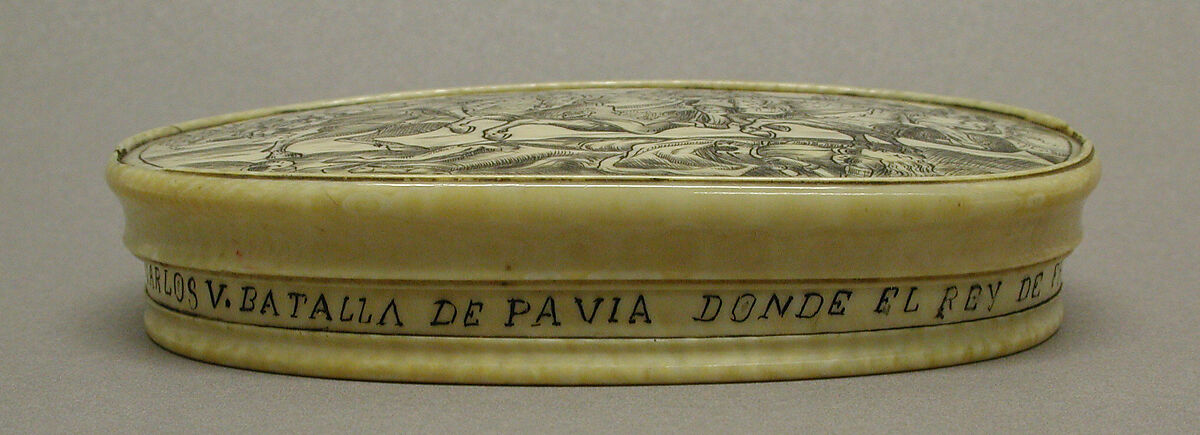 ARLOS V. BATALLA DE PAVIA DONDE EL REY DE